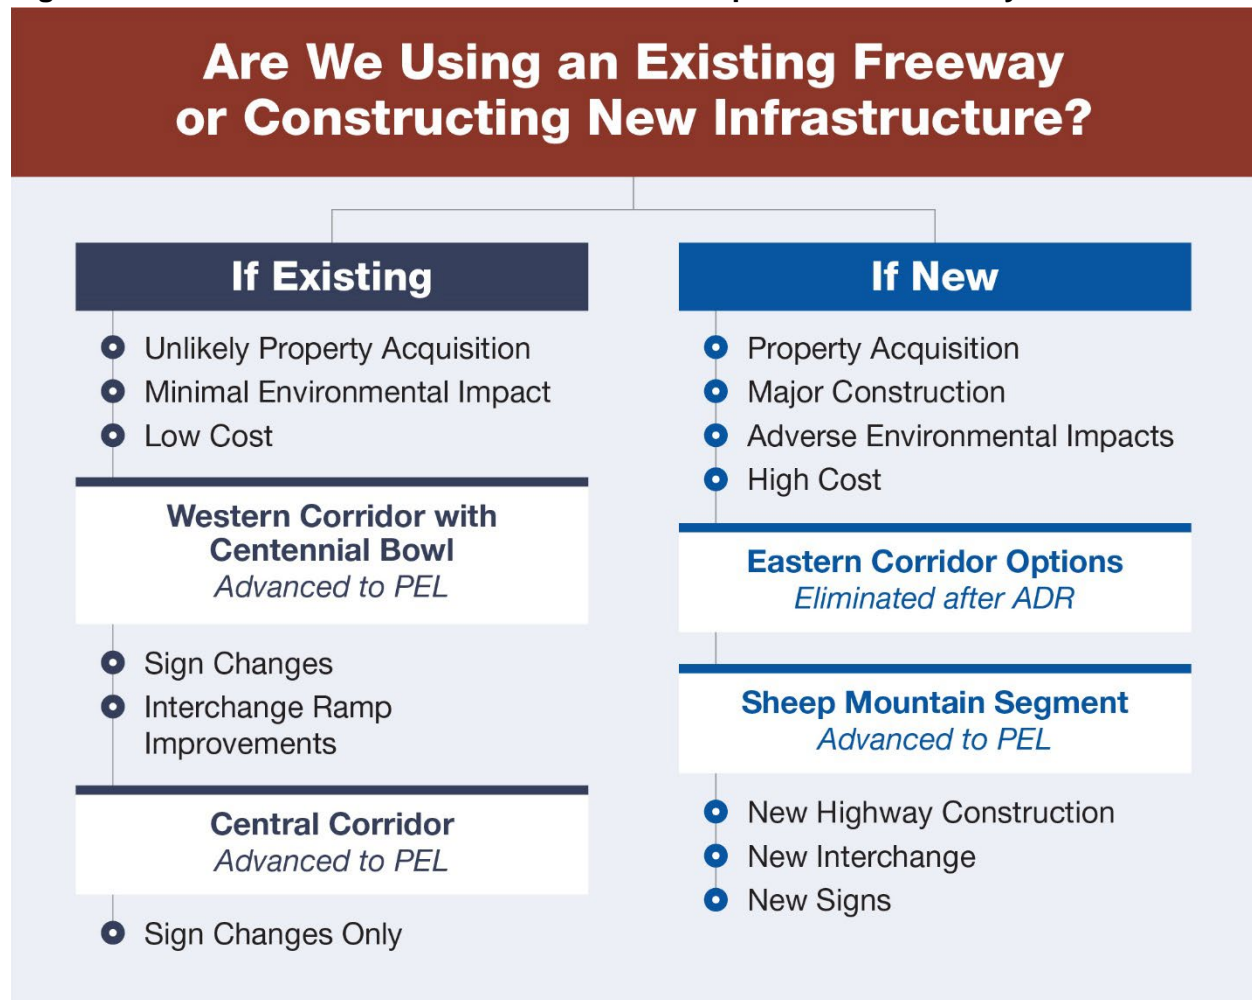 Are We Using an Existing Freeway
or Constructing New Infrastructure?
If Existing
Unlikely Property Acquisition
Minimal Environmental Impact
Low Cost
Western Corridor with
Centennial Bowl
Advanced to PEL
Sign Changes
Interchange Ramp
Improvements
Central Corridor
Advanced to PEL
Sign Changes Only
If New
Property Acquisition
Major Construction
Adverse Environmental Impacts
High Cost
Eastern Corridor Options
Eliminated after ADR
Sheep Mountain Segment
Advanced to PEL
New Highway Construction
New Interchange
New Signs